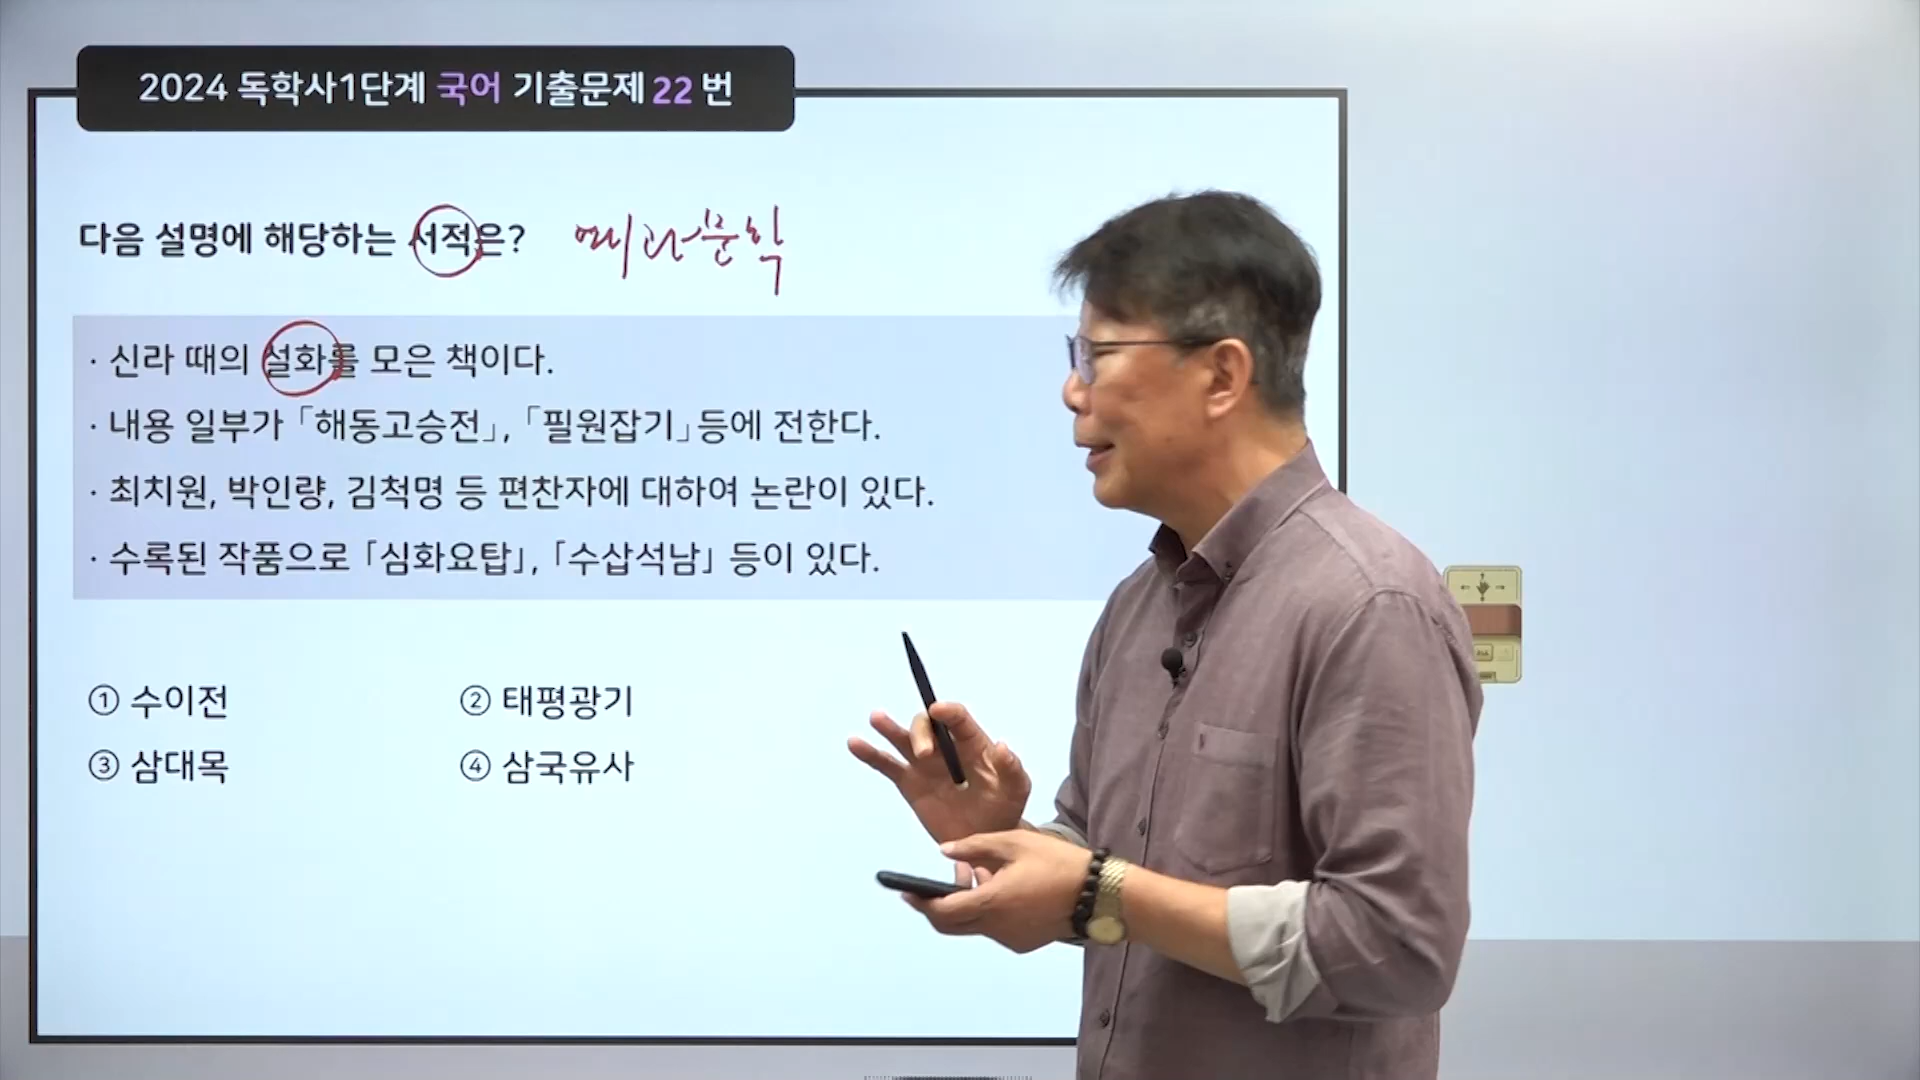 2024 독학사1단계 국어 기출문제 22 번
다음 설명에 해당하는 서적은?
· 신라 때의 설화를 모은 책이다.
· 내용 일부가 「해동고승전」, 「필원잡기」 등에 전한다.
· 최치원, 박인량, 김척명 등 편찬자에 대하여 논란이 있다.
· 수록된 작품으로 「심화요탑」, 「수삽석남」 등이 있다.
① 수이전
② 태평광기
③ 삼대목
④ 삼국유사